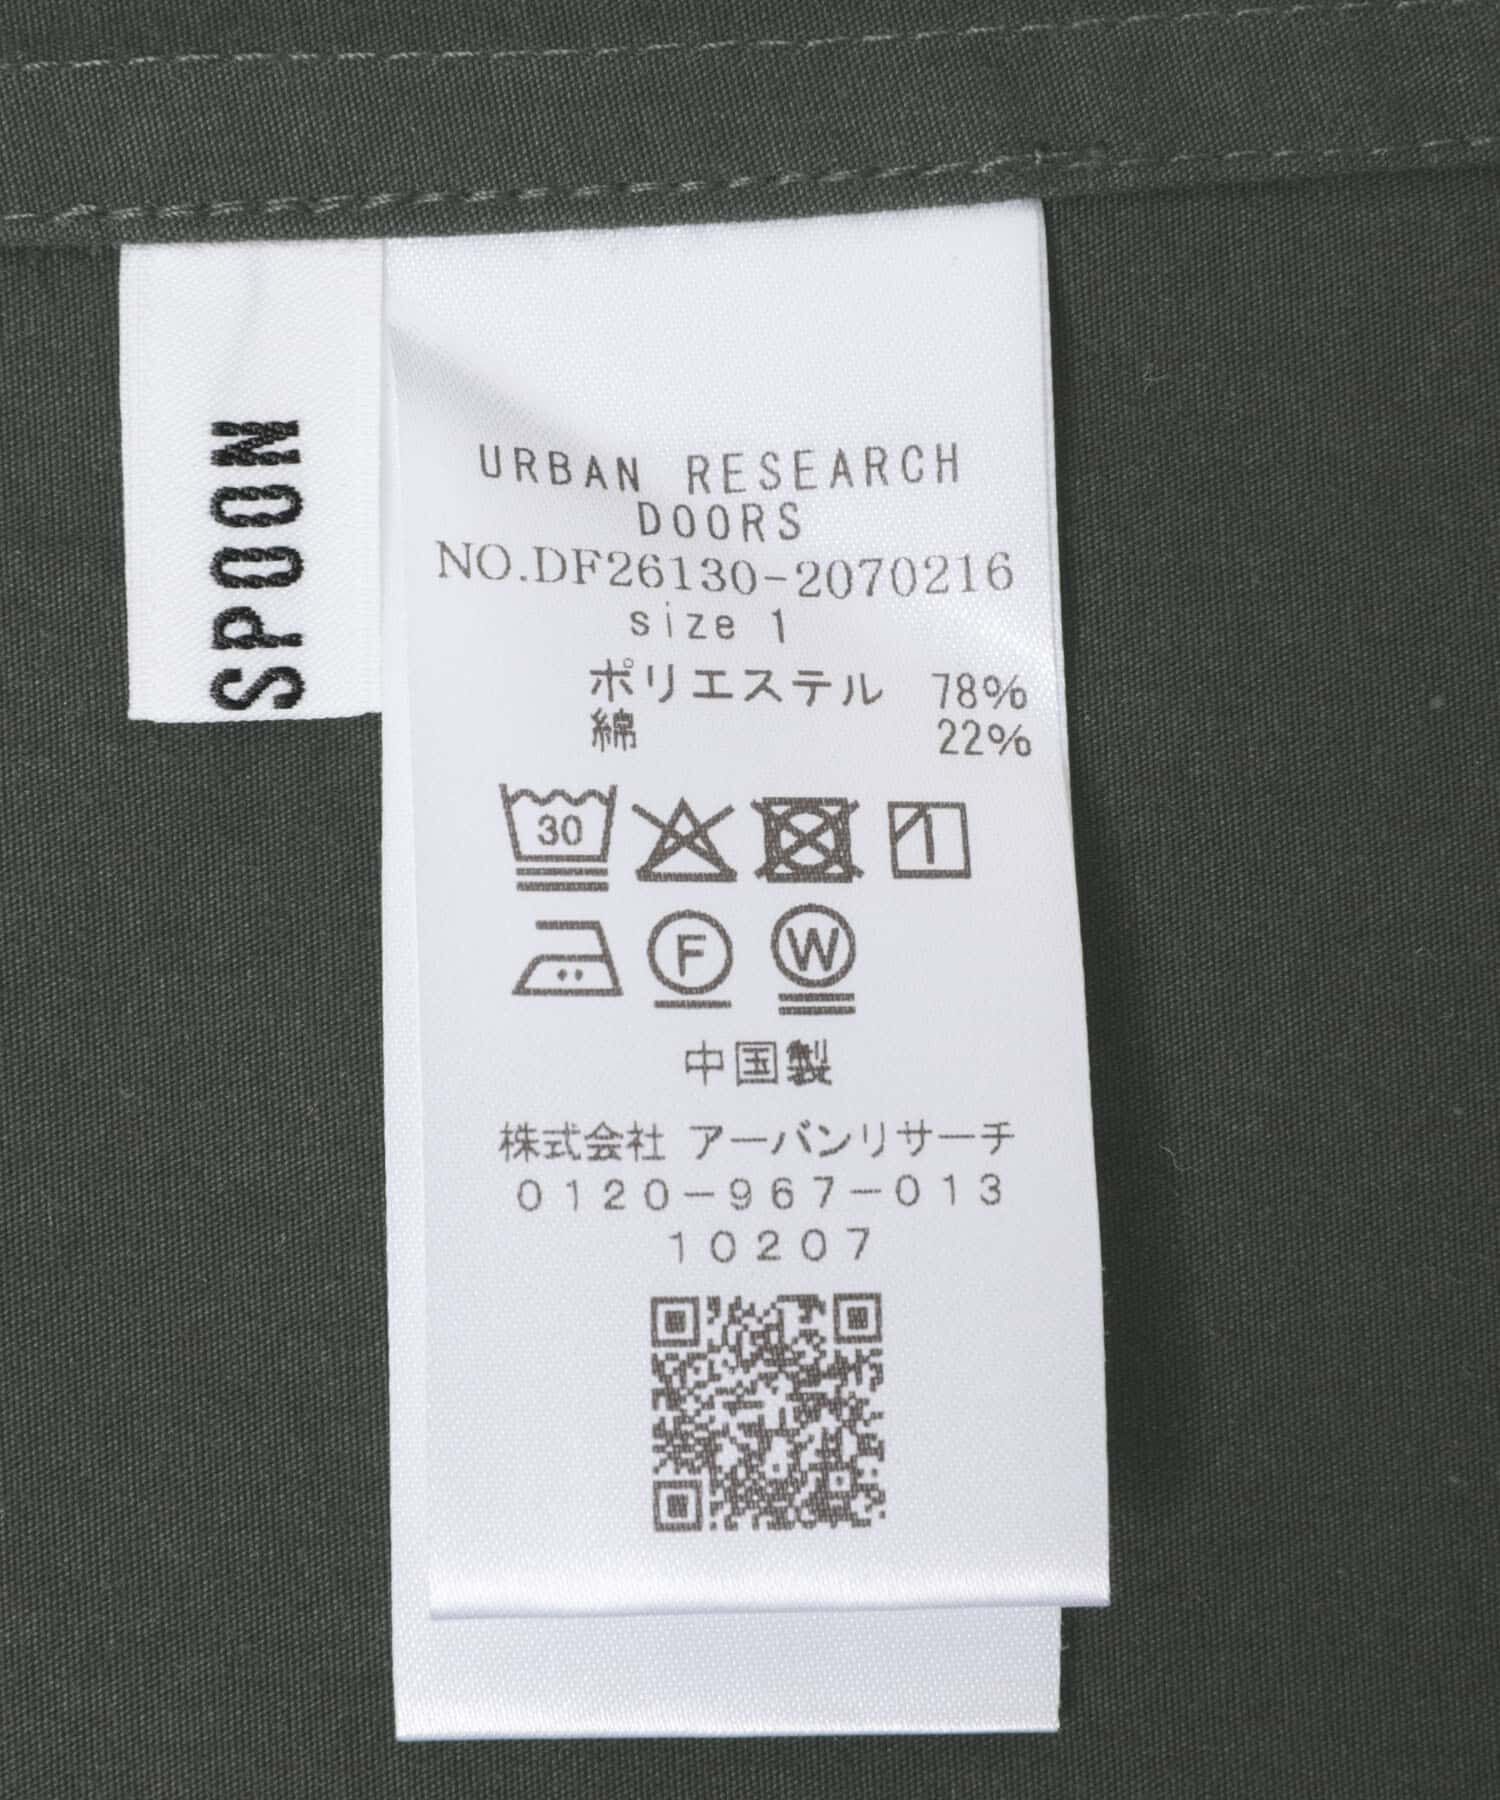 SPOON
URBAN RESEARCH
DOORS
NO.DF26130-2070216
size 1
ポリエステル 78%
綿 22%
30
1
F
W
中国製
株式会社 アーバンリサーチ
0120-967-013
10207